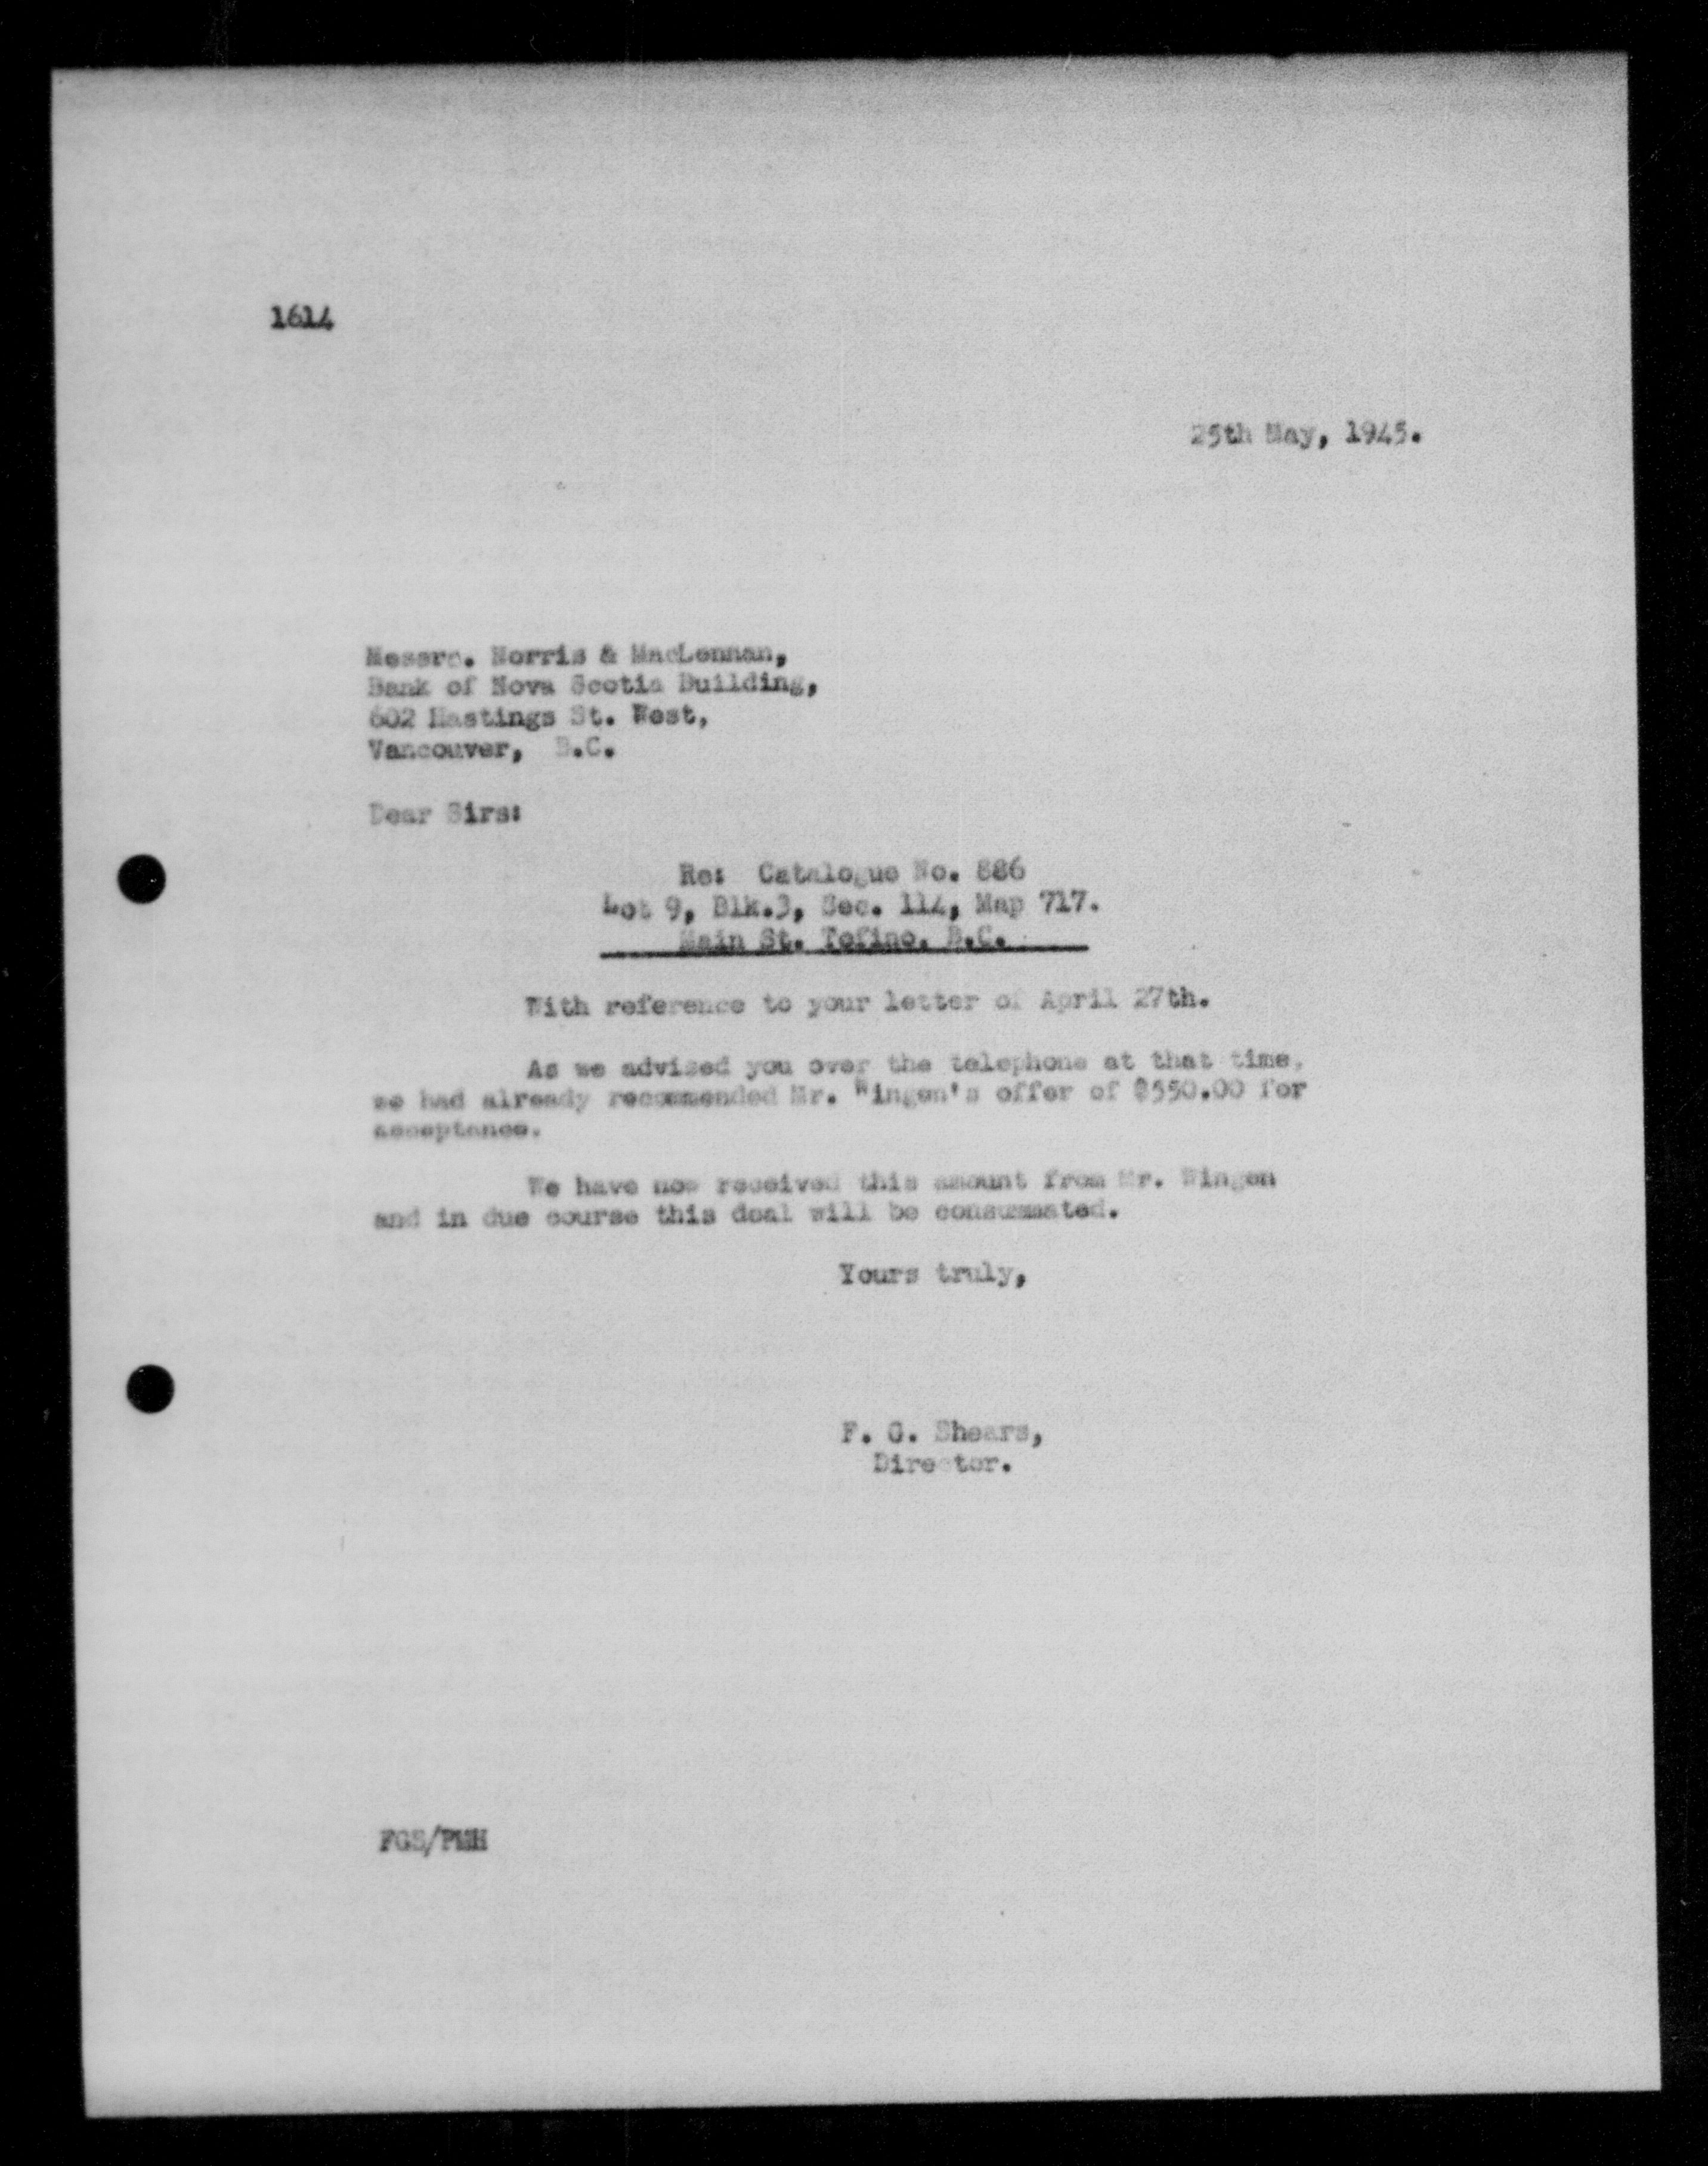 1614
25th May, 1945.
Messrs. Norris & MacLennan,
Bank of Nova Scotia Building,
602 Hastings St. West,
Vancouver, B.C.
Dear Sirs:
Re: Catalogue No. 886
Lot 9, Blk.3, Sec. 114, Map 717.
Main St. Tofino. B.C.
With reference to your letter of April 27th.
As we advised you over the telephone at that time,
we had already recommended Mr. Wingen's offer of $550.00 for
acceptance.
We have now received this amount from Mr. Wingen
and in due course this deal will be consummated.
Yours truly,
F. G. Shears,
Director.
FGS/PMH